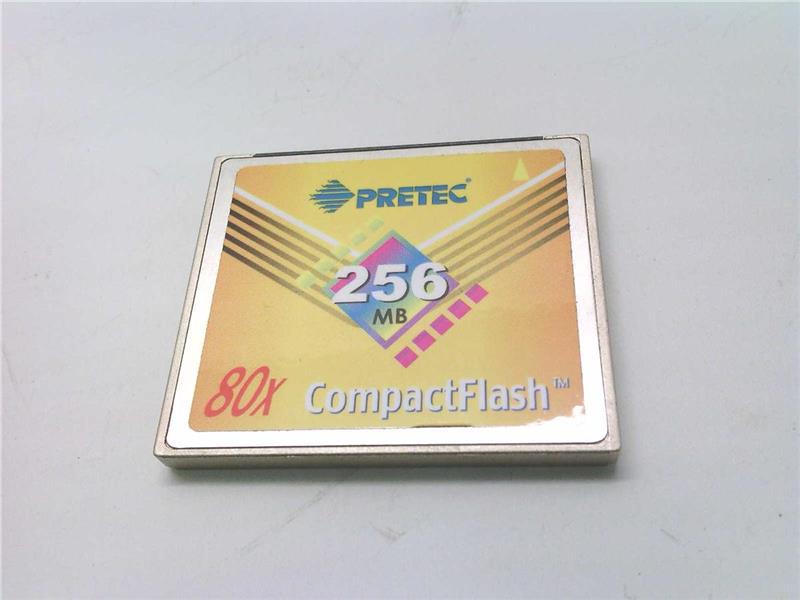 PRETEC®
256
MB
80x CompactFlash™